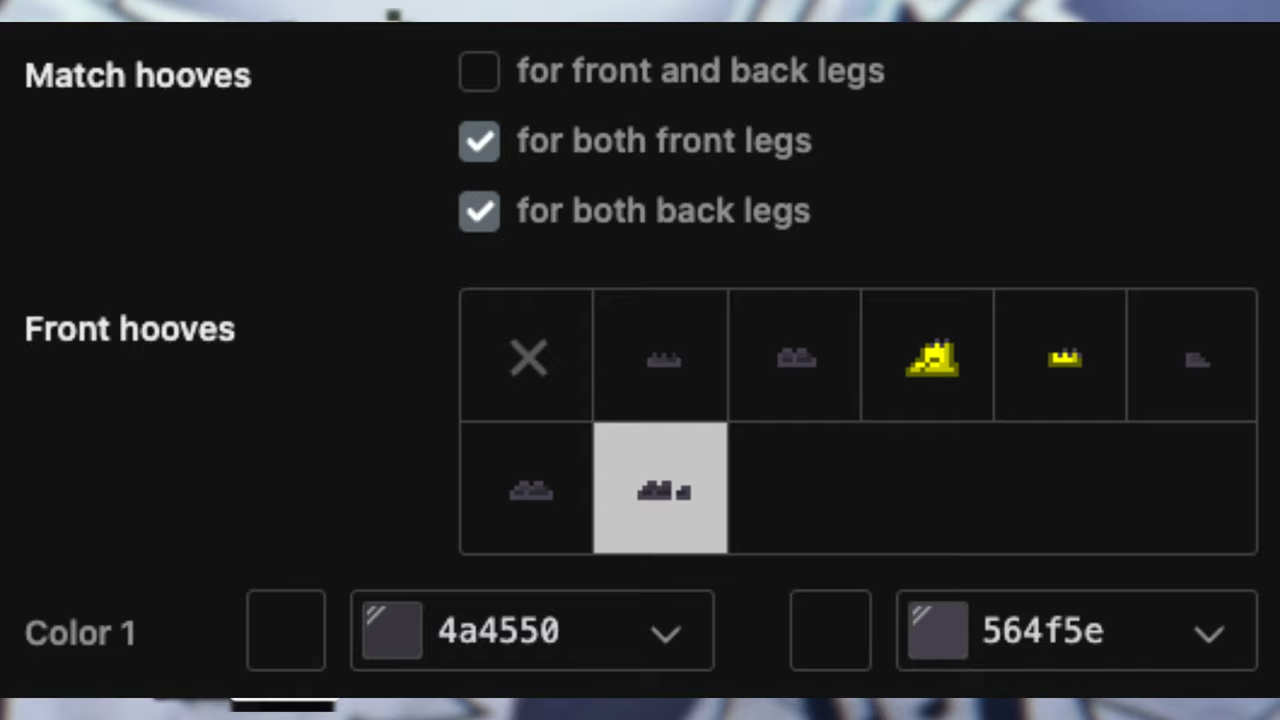 Match hooves
for front and back legs
for both front legs
for both back legs
Front hooves
Color 1
4a4550
564f5e